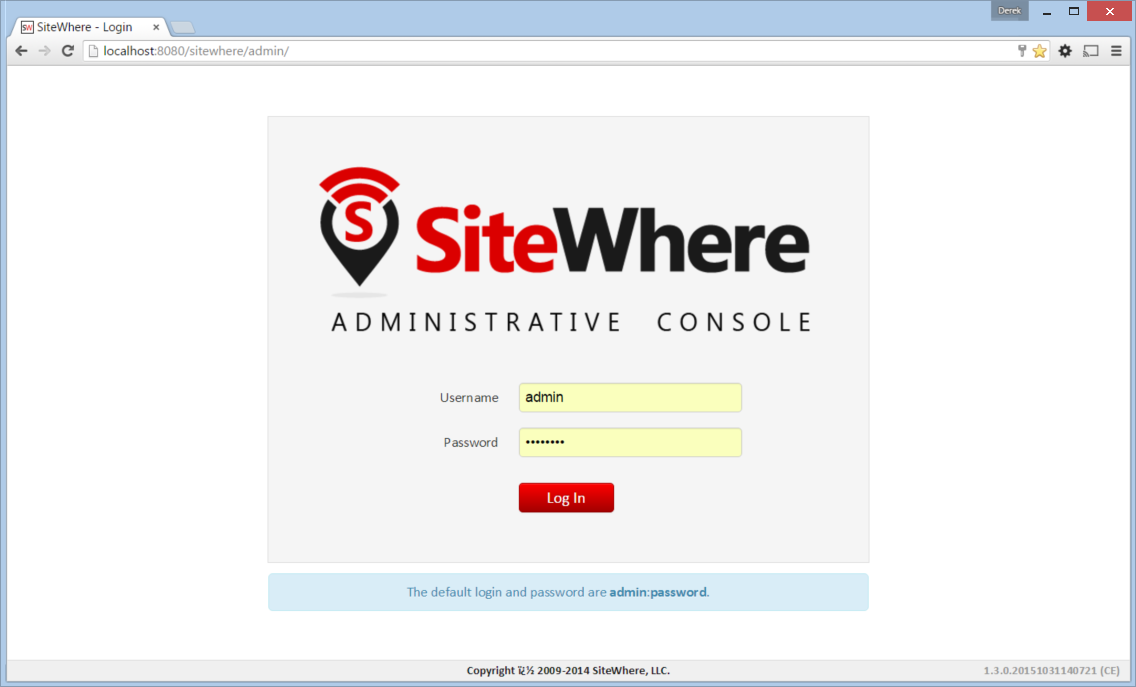 Derek
SW SiteWhere - Login
localhost:8080/sitewhere/admin/
S
SiteWhere
ADMINISTRATIVE CONSOLE
Username admin
Password ••••••••
Log In
The default login and password are admin:password.
Copyright ï¿½ 2009-2014 SiteWhere, LLC.
1.3.0.20151031140721 (CE)